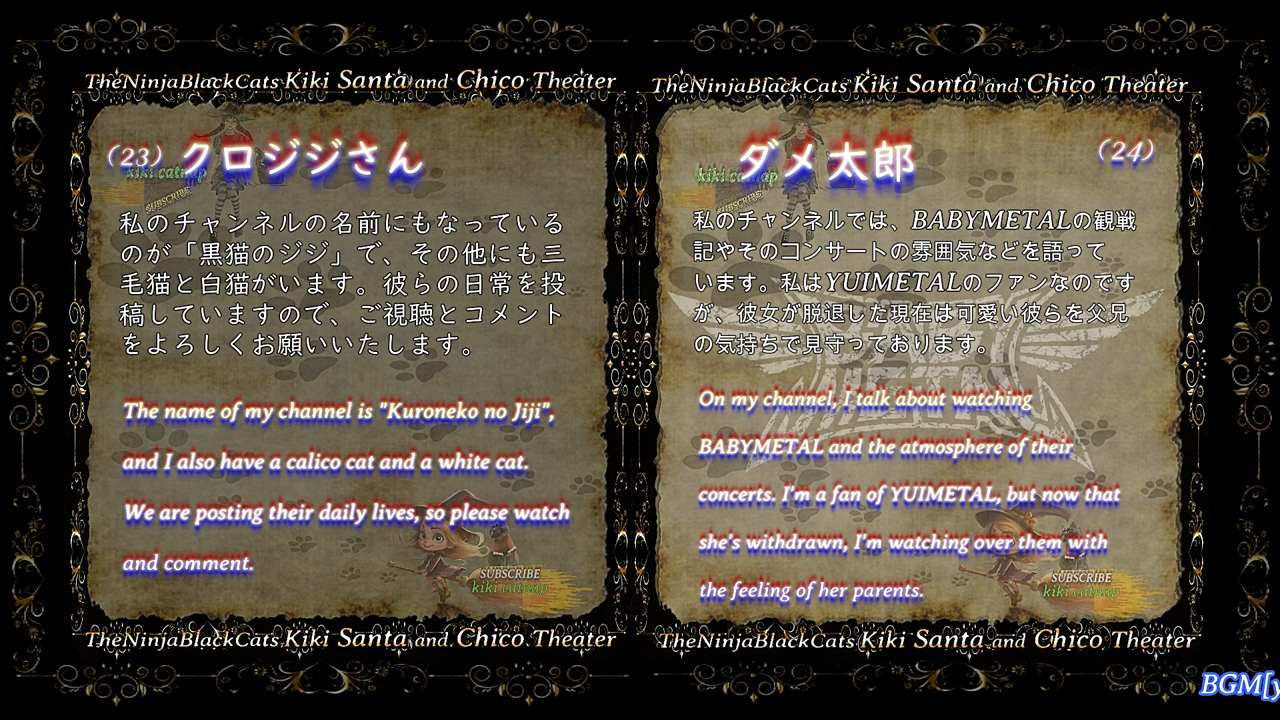 TheNinjaBlackCats Kiki Santa and Chico Theater
(23) クロジジさん
kiki catnap
SUBSCRIBE
私のチャンネルの名前にもなっている
のが「黒猫のジジ」で、その他にも三
毛猫と白猫がいます。彼らの日常を投
稿していますので、ご視聴とコメント
をよろしくお願いいたします。
The name of my channel is "Kuroneko no Jiji",
and I also have a calico cat and a white cat.
We are posting their daily lives, so please watch
and comment.
SUBSCRIBE
kiki catnap
TheNinjaBlackCats Kiki Santa and Chico Theater
TheNinjaBlackCats Kiki Santa and Chico Theater
ダメ太郎 (24)
kiki catnap
SUBSCRIBE
私のチャンネルでは、BABYMETALの観戦
記やそのコンサートの雰囲気などを語って
います。私はYUIMETALのファンなのです
が、彼女が脱退した現在は可愛い彼らを父兄
の気持ちで見守っております。
METAL
On my channel, I talk about watching
BABYMETAL and the atmosphere of their
concerts. I'm a fan of YUIMETAL, but now that
she's withdrawn, I'm watching over them with
the feeling of her parents.
SUBSCRIBE
kiki catnap
TheNinjaBlackCats Kiki Santa and Chico Theater
BGM[y